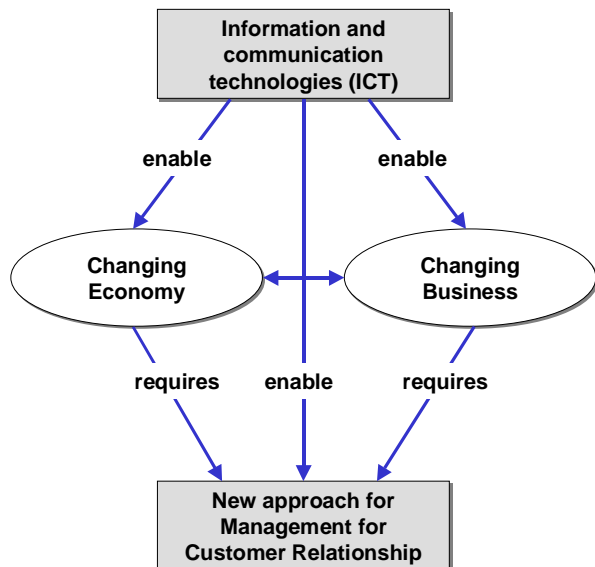 Information and
communication
technologies (ICT)
enable
enable
Changing
Economy
Changing
Business
requires
enable
requires
New approach for
Management for
Customer Relationship